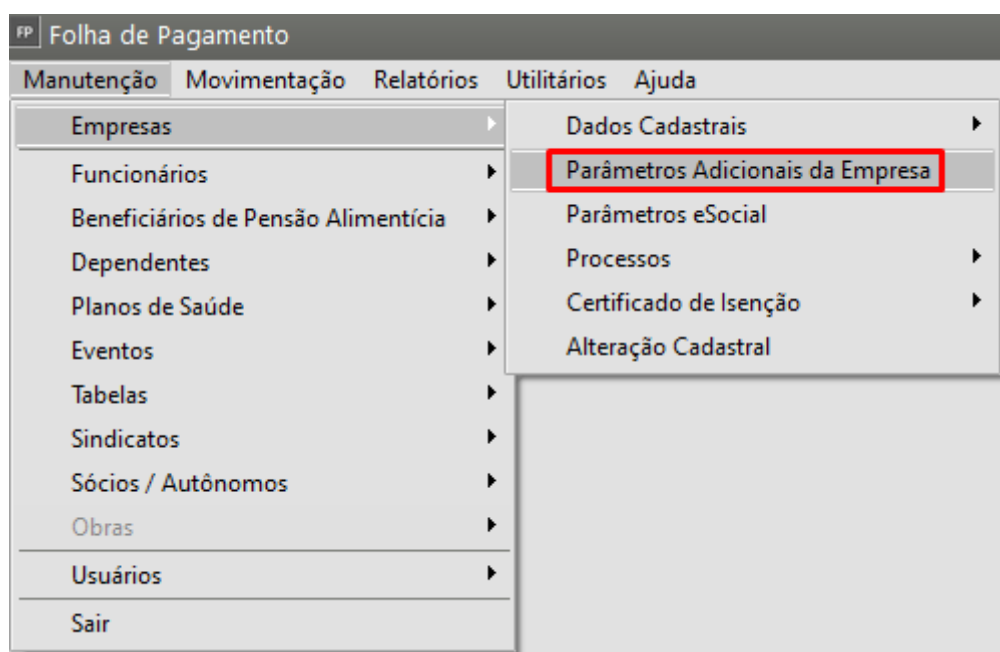 FP Folha de Pagamento
Manutenção Movimentação Relatórios Utilitários Ajuda
Empresas
Funcionários
Beneficiários de Pensão Alimentícia
Dependentes
Planos de Saúde
Eventos
Tabelas
Sindicatos
Sócios / Autônomos
Obras
Usuários
Sair
Dados Cadastrais
Parâmetros Adicionais da Empresa
Parâmetros eSocial
Processos
Certificado de Isenção
Alteração Cadastral